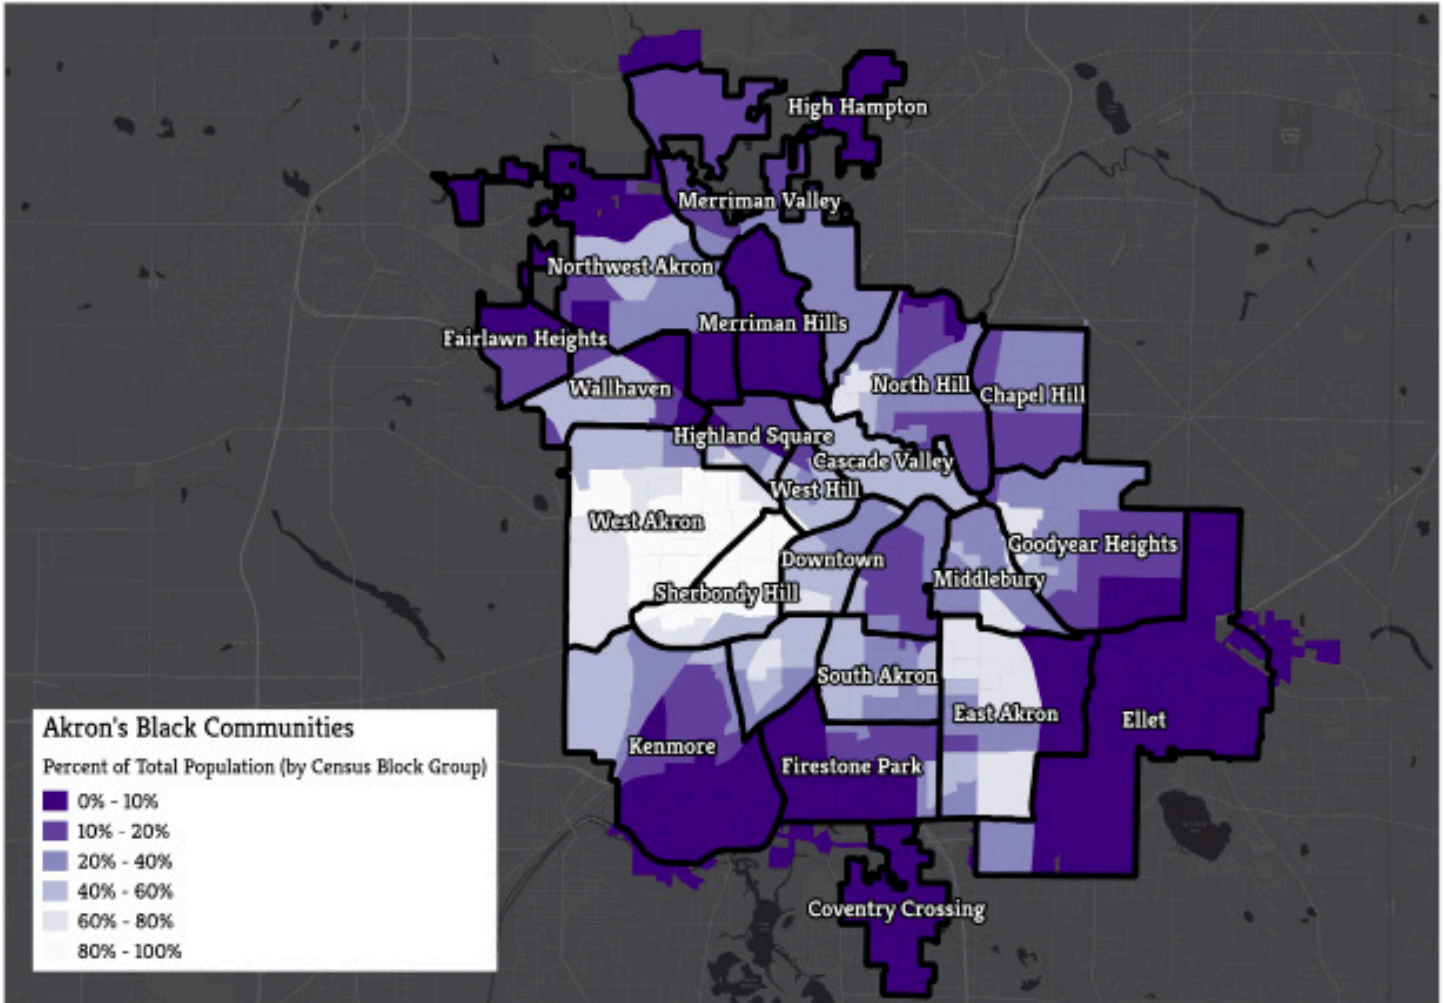 High Hampton
Merriman Valley
Northwest Akron
Merriman Hills
Fairlawn Heights
Wallhaven
North Hill
Chapel Hill
Highland Square
Cascade Valley
West Hill
West Akron
Downtown
Goodyear Heights
Middlebury
Sherbondy Hill
South Akron
East Akron
Ellet
Kenmore
Firestone Park
Coventry Crossing
Akron's Black Communities
Percent of Total Population (by Census Block Group)
0% - 10%
10% - 20%
20% - 40%
40% - 60%
60% - 80%
80% - 100%